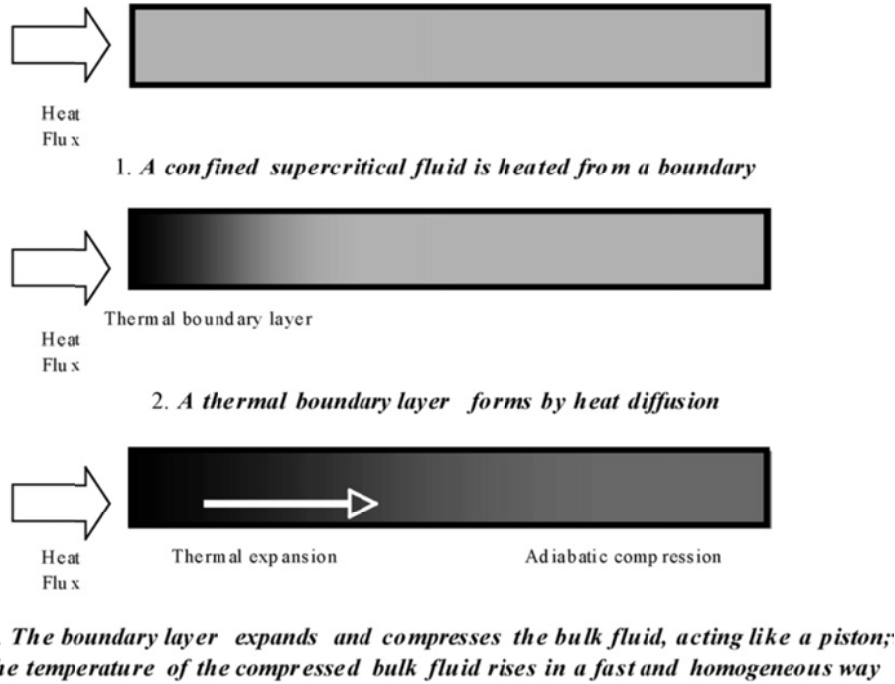 Heat
Flux
1. A confined supercritical fluid is heated from a boundary
Thermal boundary layer
Heat
Flux
2. A thermal boundary layer forms by heat diffusion
Thermal expansion
Adiabatic compression
Heat
Flux
. The boundary layer expands and compresses the bulk fluid, acting like a piston;
he temperature of the compressed bulk fluid rises in a fast and homogeneous way